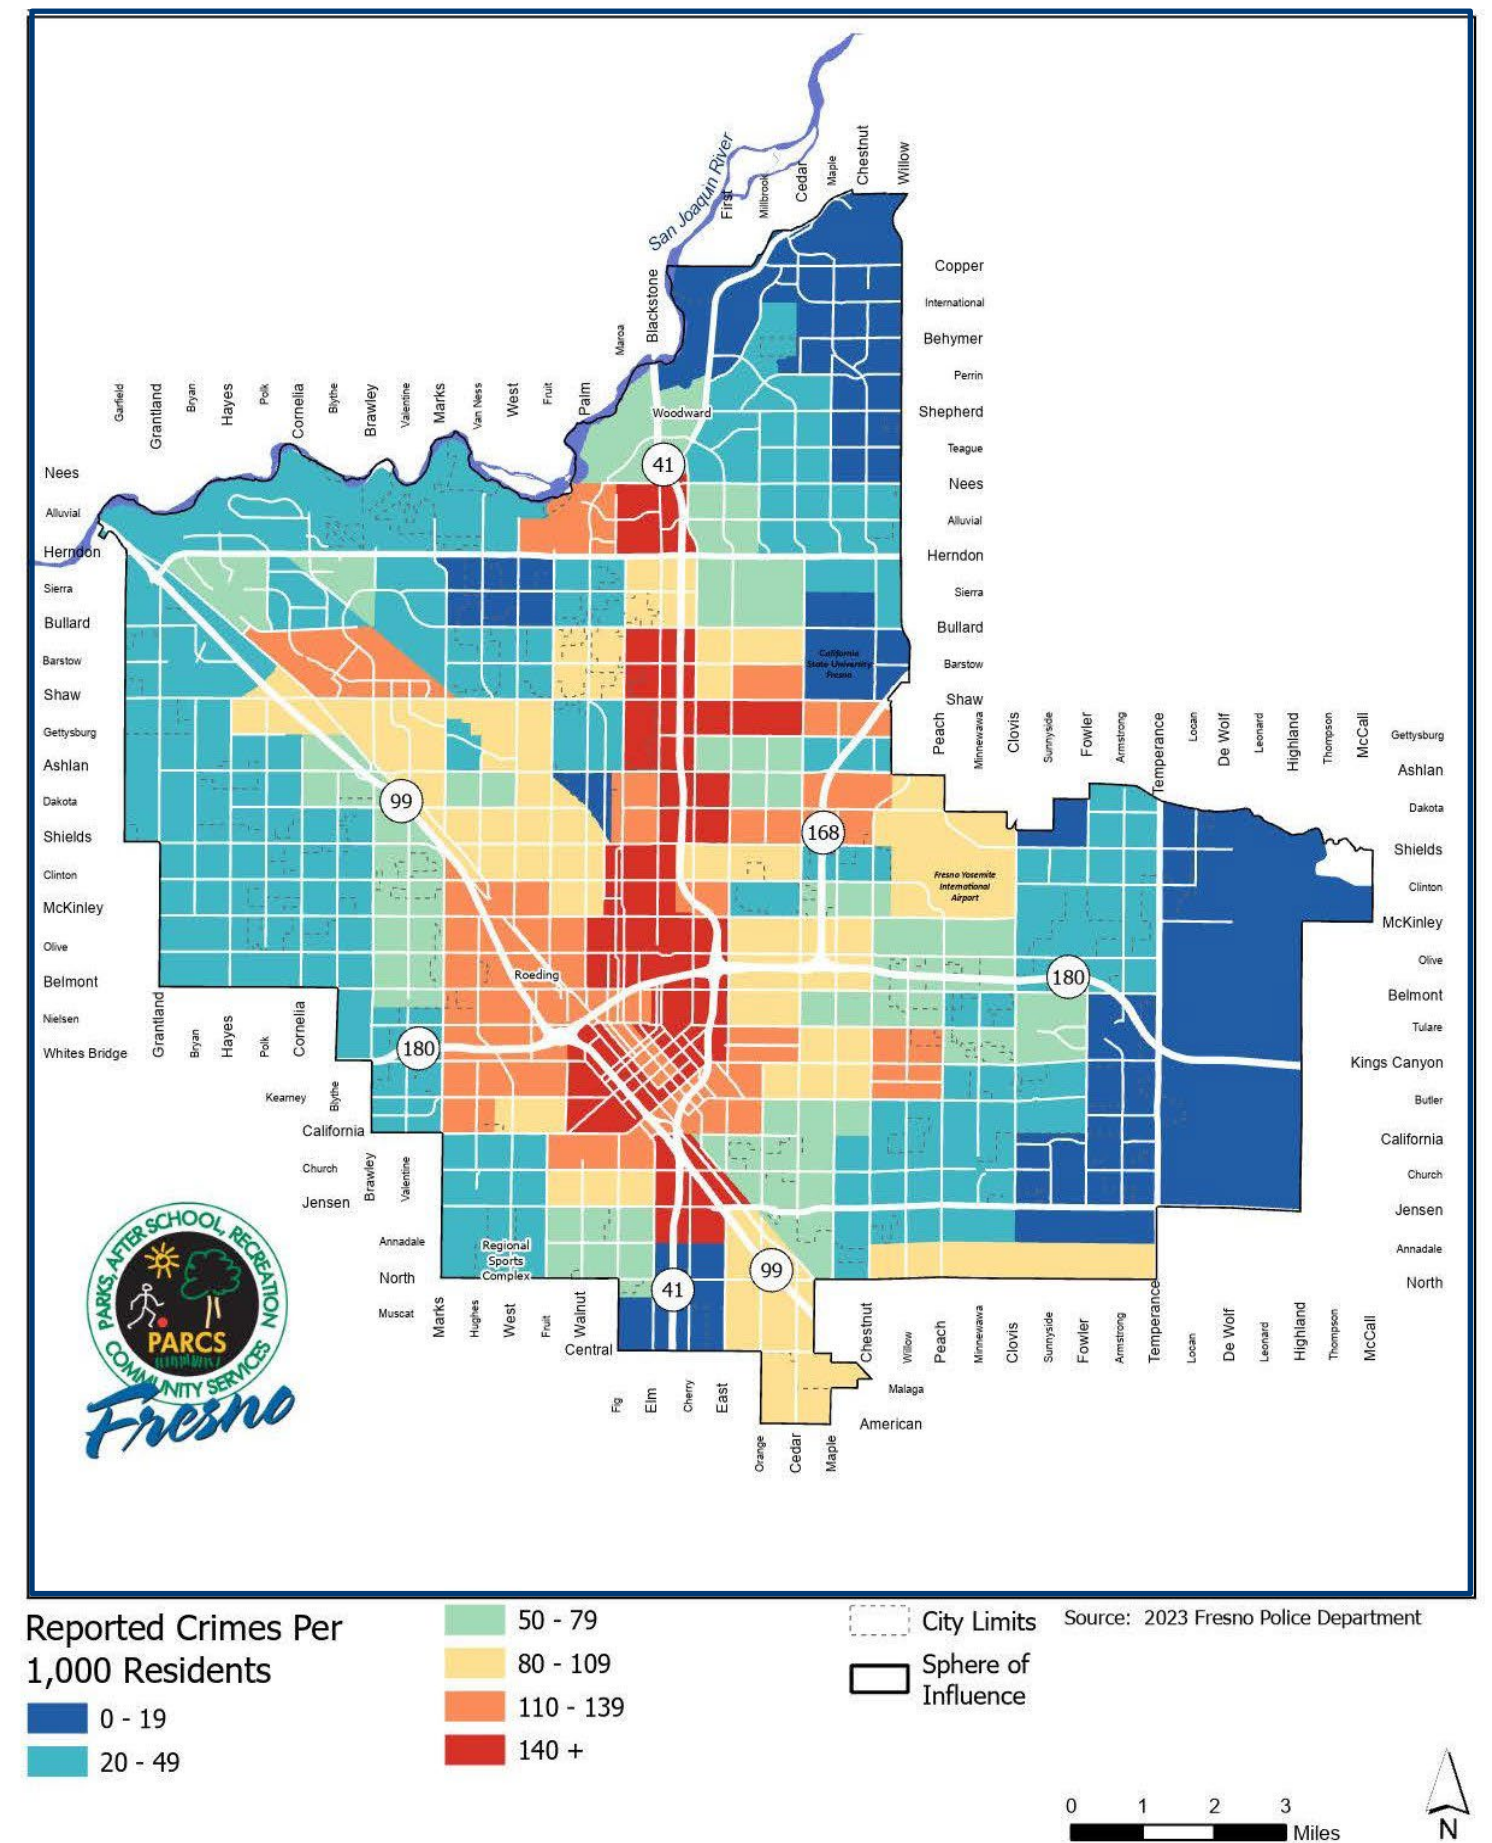 San Joaquin River
First
Millbrook
Cedar
Maple
Chestnut
Willow
Copper
International
Behymer
Perrin
Shepherd
Teague
Nees
Alluvial
Herndon
Sierra
Bullard
Barstow
Shaw
Maroa
Blackstone
Garfield
Grantland
Bryan
Hayes
Polk
Cornelia
Blythe
Brawley
Valentine
Marks
Van Ness
West
Fruit
Palm
Woodward
41
Nees
Alluvial
Herndon
Sierra
Bullard
Barstow
Shaw
Gettysburg
Ashlan
Dakota
Shields
Clinton
McKinley
Olive
Belmont
Nielsen
Whites Bridge
California
State University
Fresno
Peach
Minnewawa
Clovis
Sunnyside
Fowler
Armstrong
Temperance
Locan
De Wolf
Leonard
Highland
Thompson
McCall
Gettysburg
Ashlan
Dakota
Shields
Clinton
McKinley
Olive
Belmont
Tulare
Kings Canyon
Butler
California
Church
Jensen
Annadale
North
99
168
Fresno Yosemite
International
Airport
Roeding
180
180
Grantland
Bryan
Hayes
Polk
Cornelia
Kearney
Blythe
California
Church
Brawley
Valentine
Jensen
Annadale
North
Muscat
Regional
Sports
Complex
41
99
Marks
Hughes
West
Fruit
Walnut
Central
Fig
Elm
Cherry
East
Orange
Cedar
Maple
Chestnut
Willow
Peach
Minnewawa
Clovis
Sunnyside
Fowler
Armstrong
Temperance
Locan
De Wolf
Leonard
Highland
Thompson
McCall
Malaga
American
PARKS, AFTER SCHOOL, RECREATION
COMMUNITY SERVICES
PARCS
Fresno
Reported Crimes Per
1,000 Residents
0 - 19
20 - 49
50 - 79
80 - 109
110 - 139
140 +
City Limits
Sphere of
Influence
Source: 2023 Fresno Police Department
0 1 2 3
Miles
N